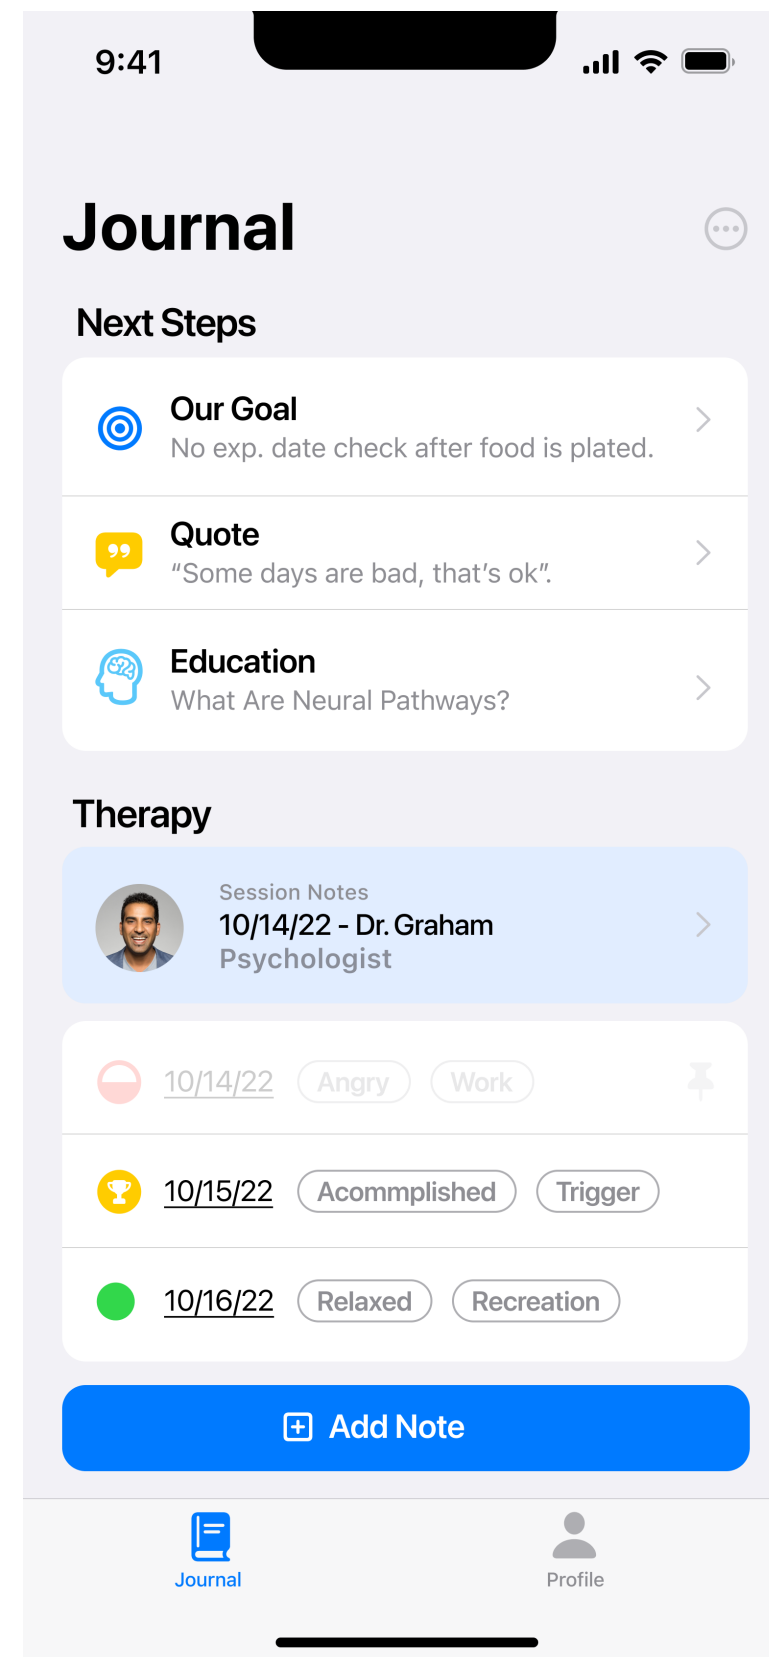 9:41
Journal
Next Steps
Our Goal
No exp. date check after food is plated.
Quote
“Some days are bad, that’s ok”.
Education
What Are Neural Pathways?
Therapy
Session Notes
10/14/22 - Dr. Graham
Psychologist
10/14/22 Angry Work
10/15/22 Acommplished Trigger
10/16/22 Relaxed Recreation
Add Note
Journal Profile